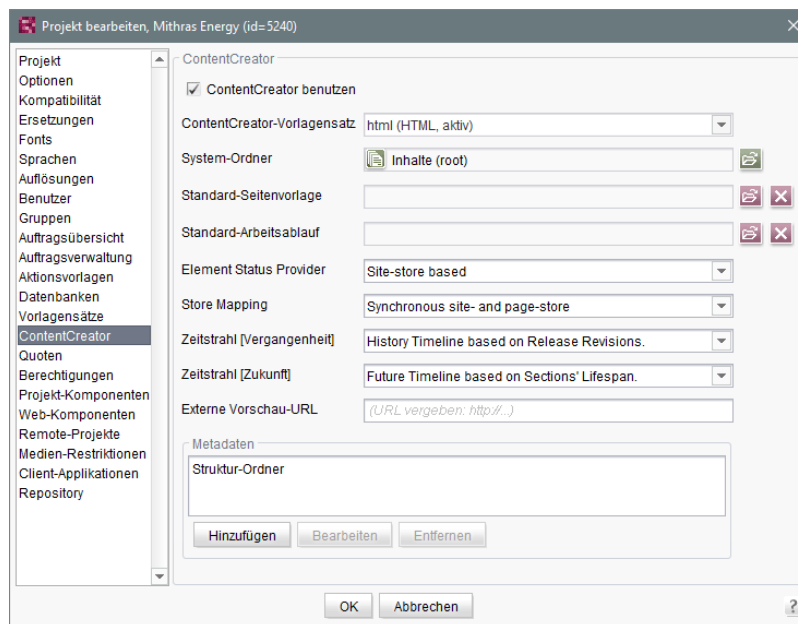 Projekt bearbeiten, Mithras Energy (id=5240)
Projekt
Optionen
Kompatibilität
Ersetzungen
Fonts
Sprachen
Auflösungen
Benutzer
Gruppen
Auftragsübersicht
Auftragsverwaltung
Aktionsvorlagen
Datenbanken
Vorlagensätze
ContentCreator
Quoten
Berechtigungen
Projekt-Komponenten
Web-Komponenten
Remote-Projekte
Medien-Restriktionen
Client-Applikationen
Repository
ContentCreator
ContentCreator benutzen
ContentCreator-Vorlagensatz html (HTML, aktiv)
System-Ordner Inhalte (root)
Standard-Seitenvorlage
Standard-Arbeitsablauf
Element Status Provider Site-store based
Store Mapping Synchronous site- and page-store
Zeitstrahl [Vergangenheit] History Timeline based on Release Revisions.
Zeitstrahl [Zukunft] Future Timeline based on Sections' Lifespan.
Externe Vorschau-URL (URL vergeben: http://...)
Metadaten
Struktur-Ordner
Hinzufügen Bearbeiten Entfernen
OK Abbrechen ?